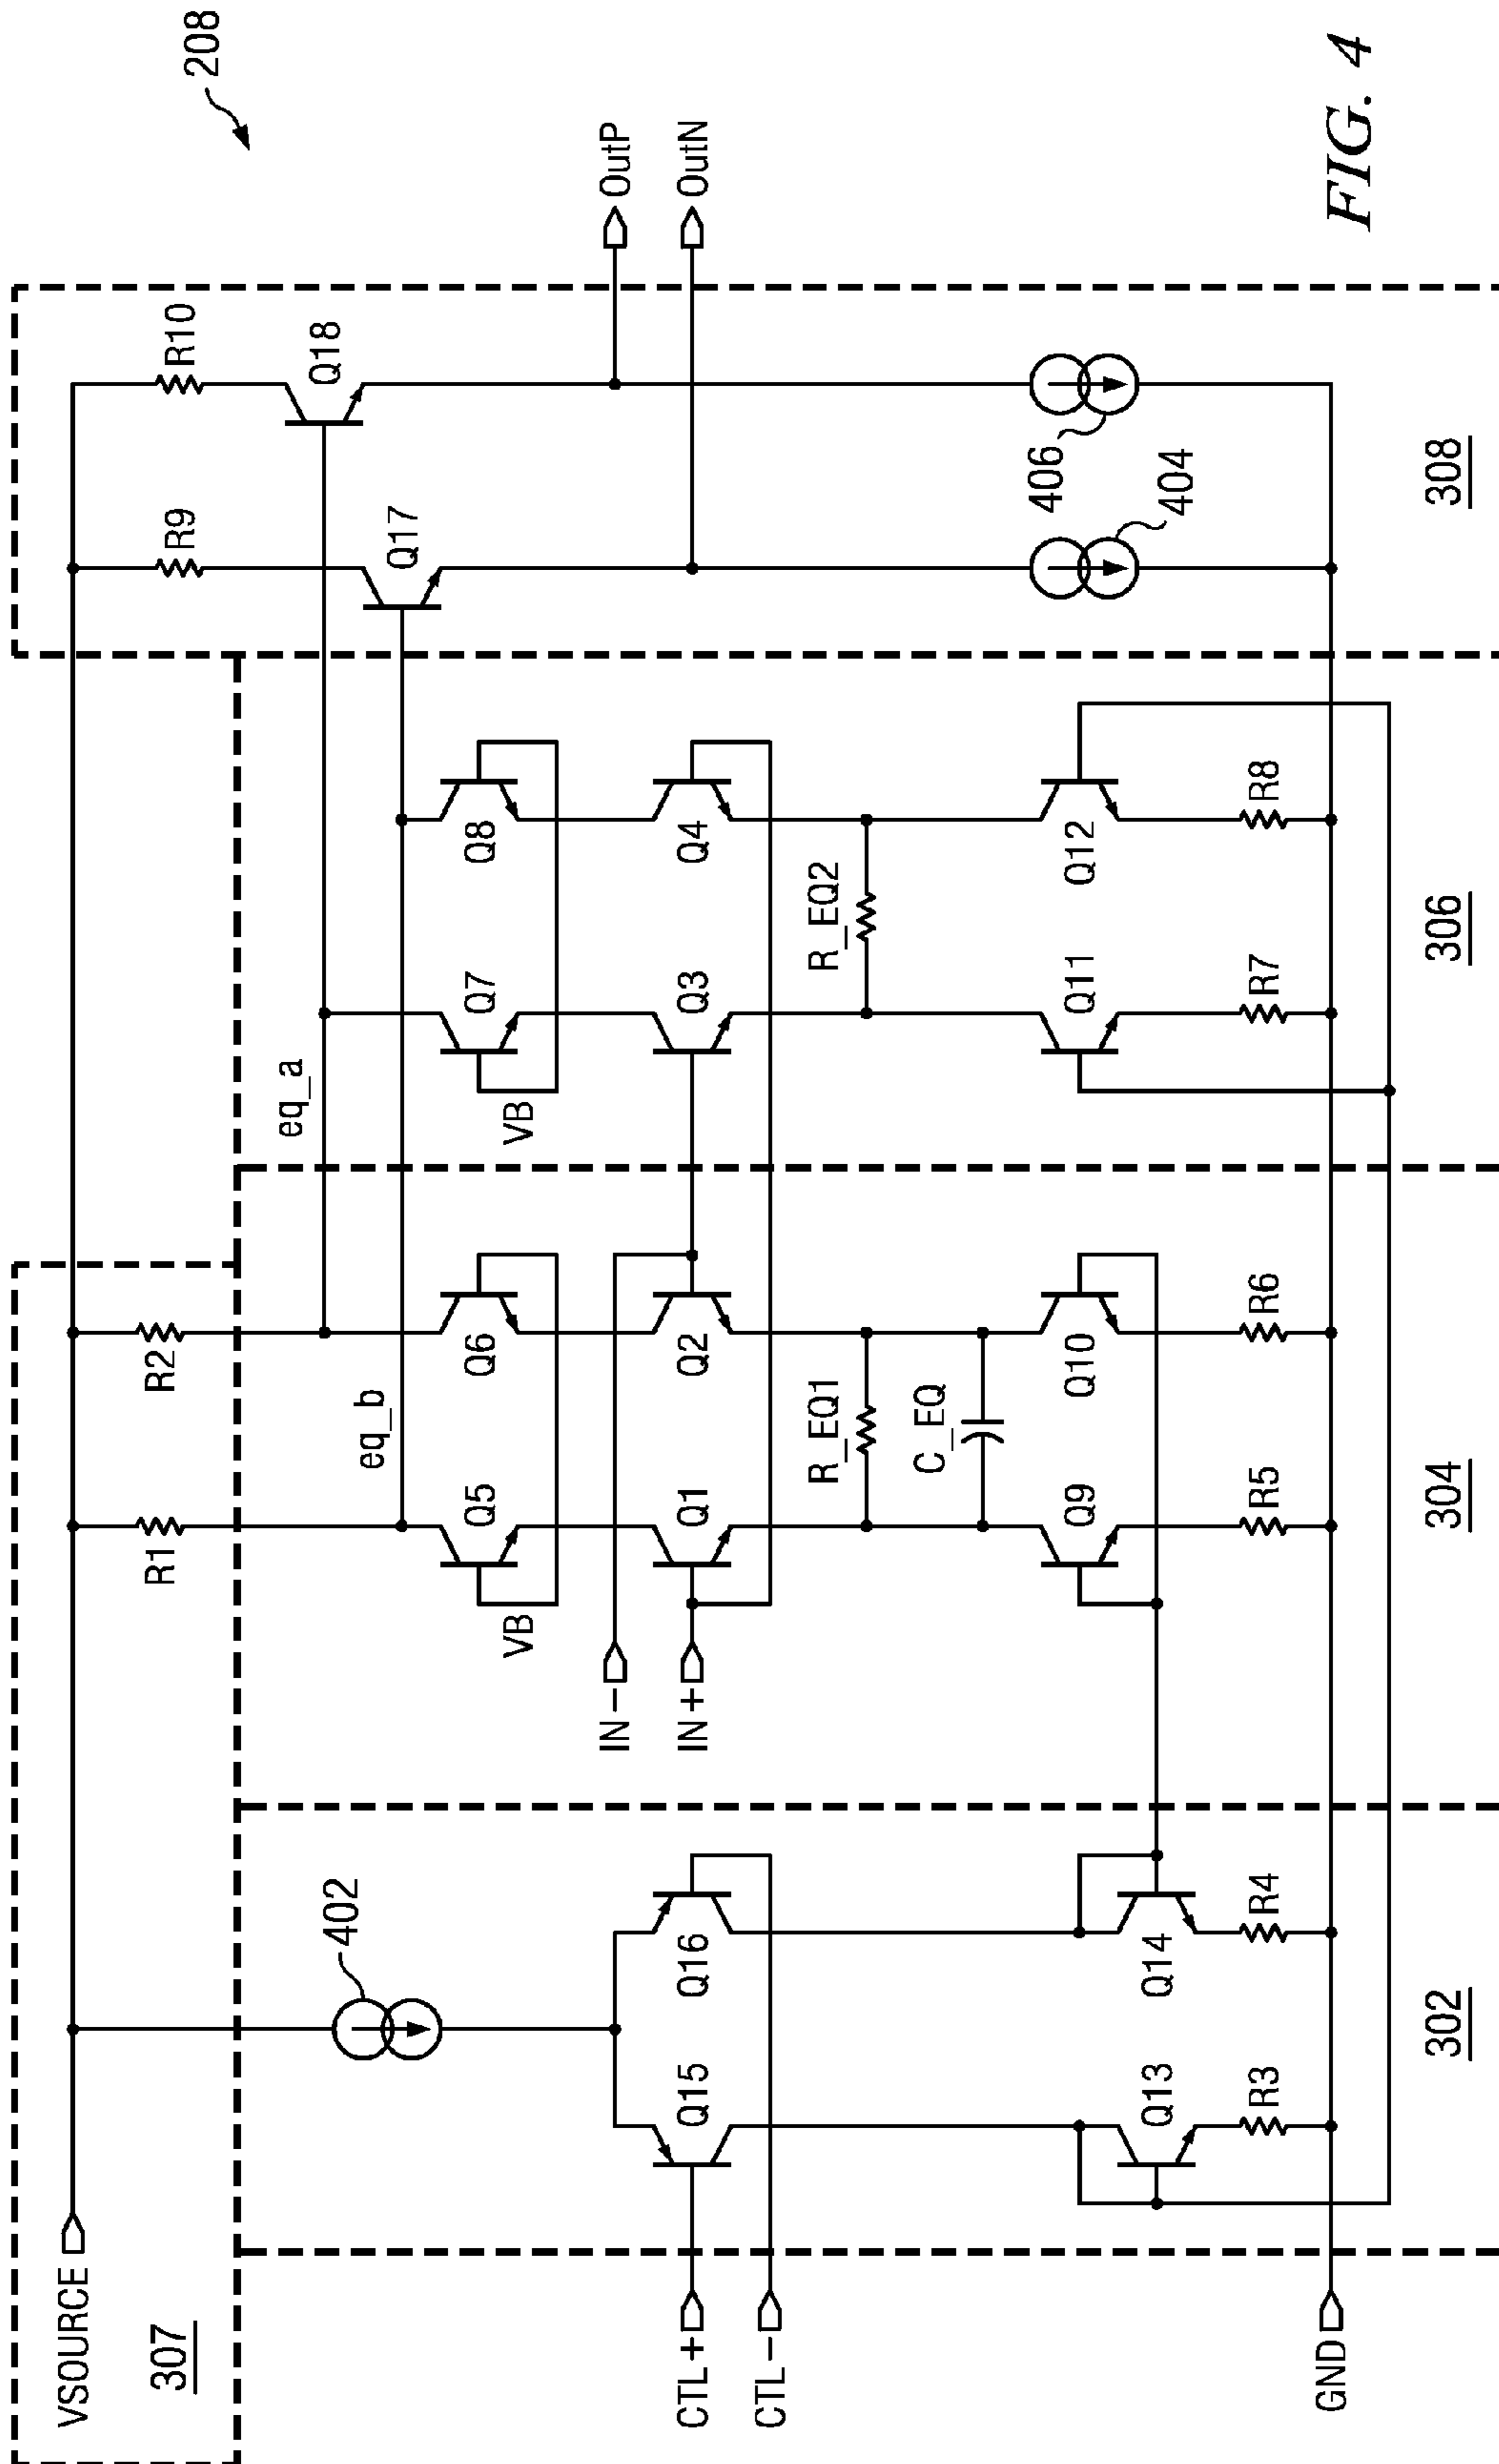 208
VSOURCE
307
R1
R2
R9
R10
402
eq_a
eq_b
Q18
Q17
Q5
Q6
Q7
Q8
VB
VB
IN-
IN+
OutP
OutN
CTL+
CTL-
Q15
Q16
Q1
Q2
Q3
Q4
R_EQ1
R_EQ2
C_EQ
406
404
Q13
Q14
Q9
Q10
Q11
Q12
R3
R4
R5
R6
R7
R8
GND
302
304
306
308
FIG. 4